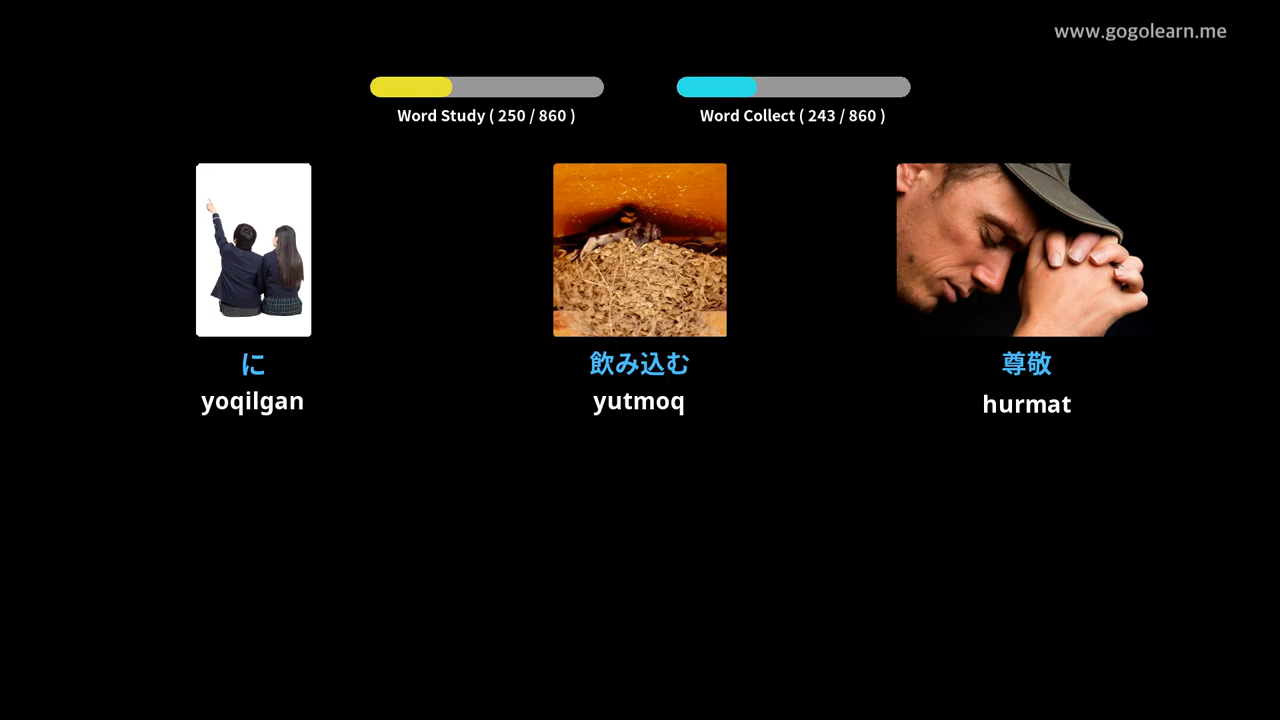 www.gogolearn.me
Word Study ( 250 / 860 )
Word Collect ( 243 / 860 )
に
yoqilgan
飲み込む
yutmoq
尊敬
hurmat